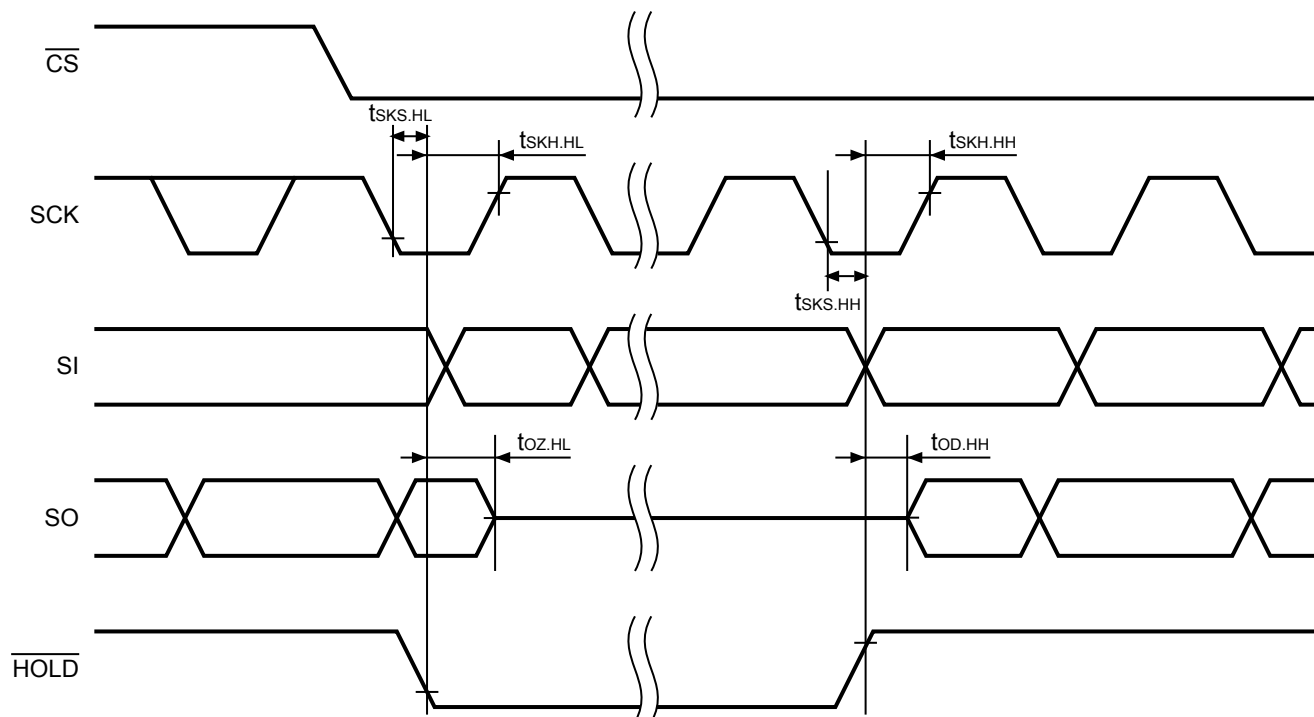 CS
tSKS.HL
tSKH.HL
tSKH.HH
SCK
tSKS.HH
SI
tOZ.HL
tOD.HH
SO
HOLD